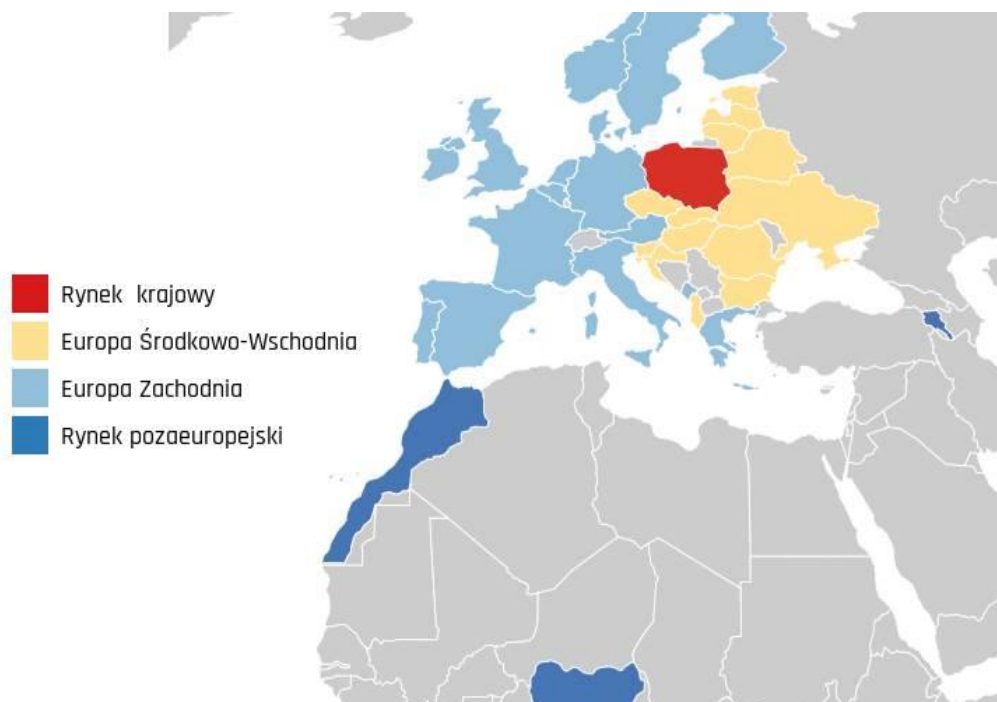 Rynek krajowy
Europa Środkowo-Wschodnia
Europa Zachodnia
Rynek pozaeuropejski